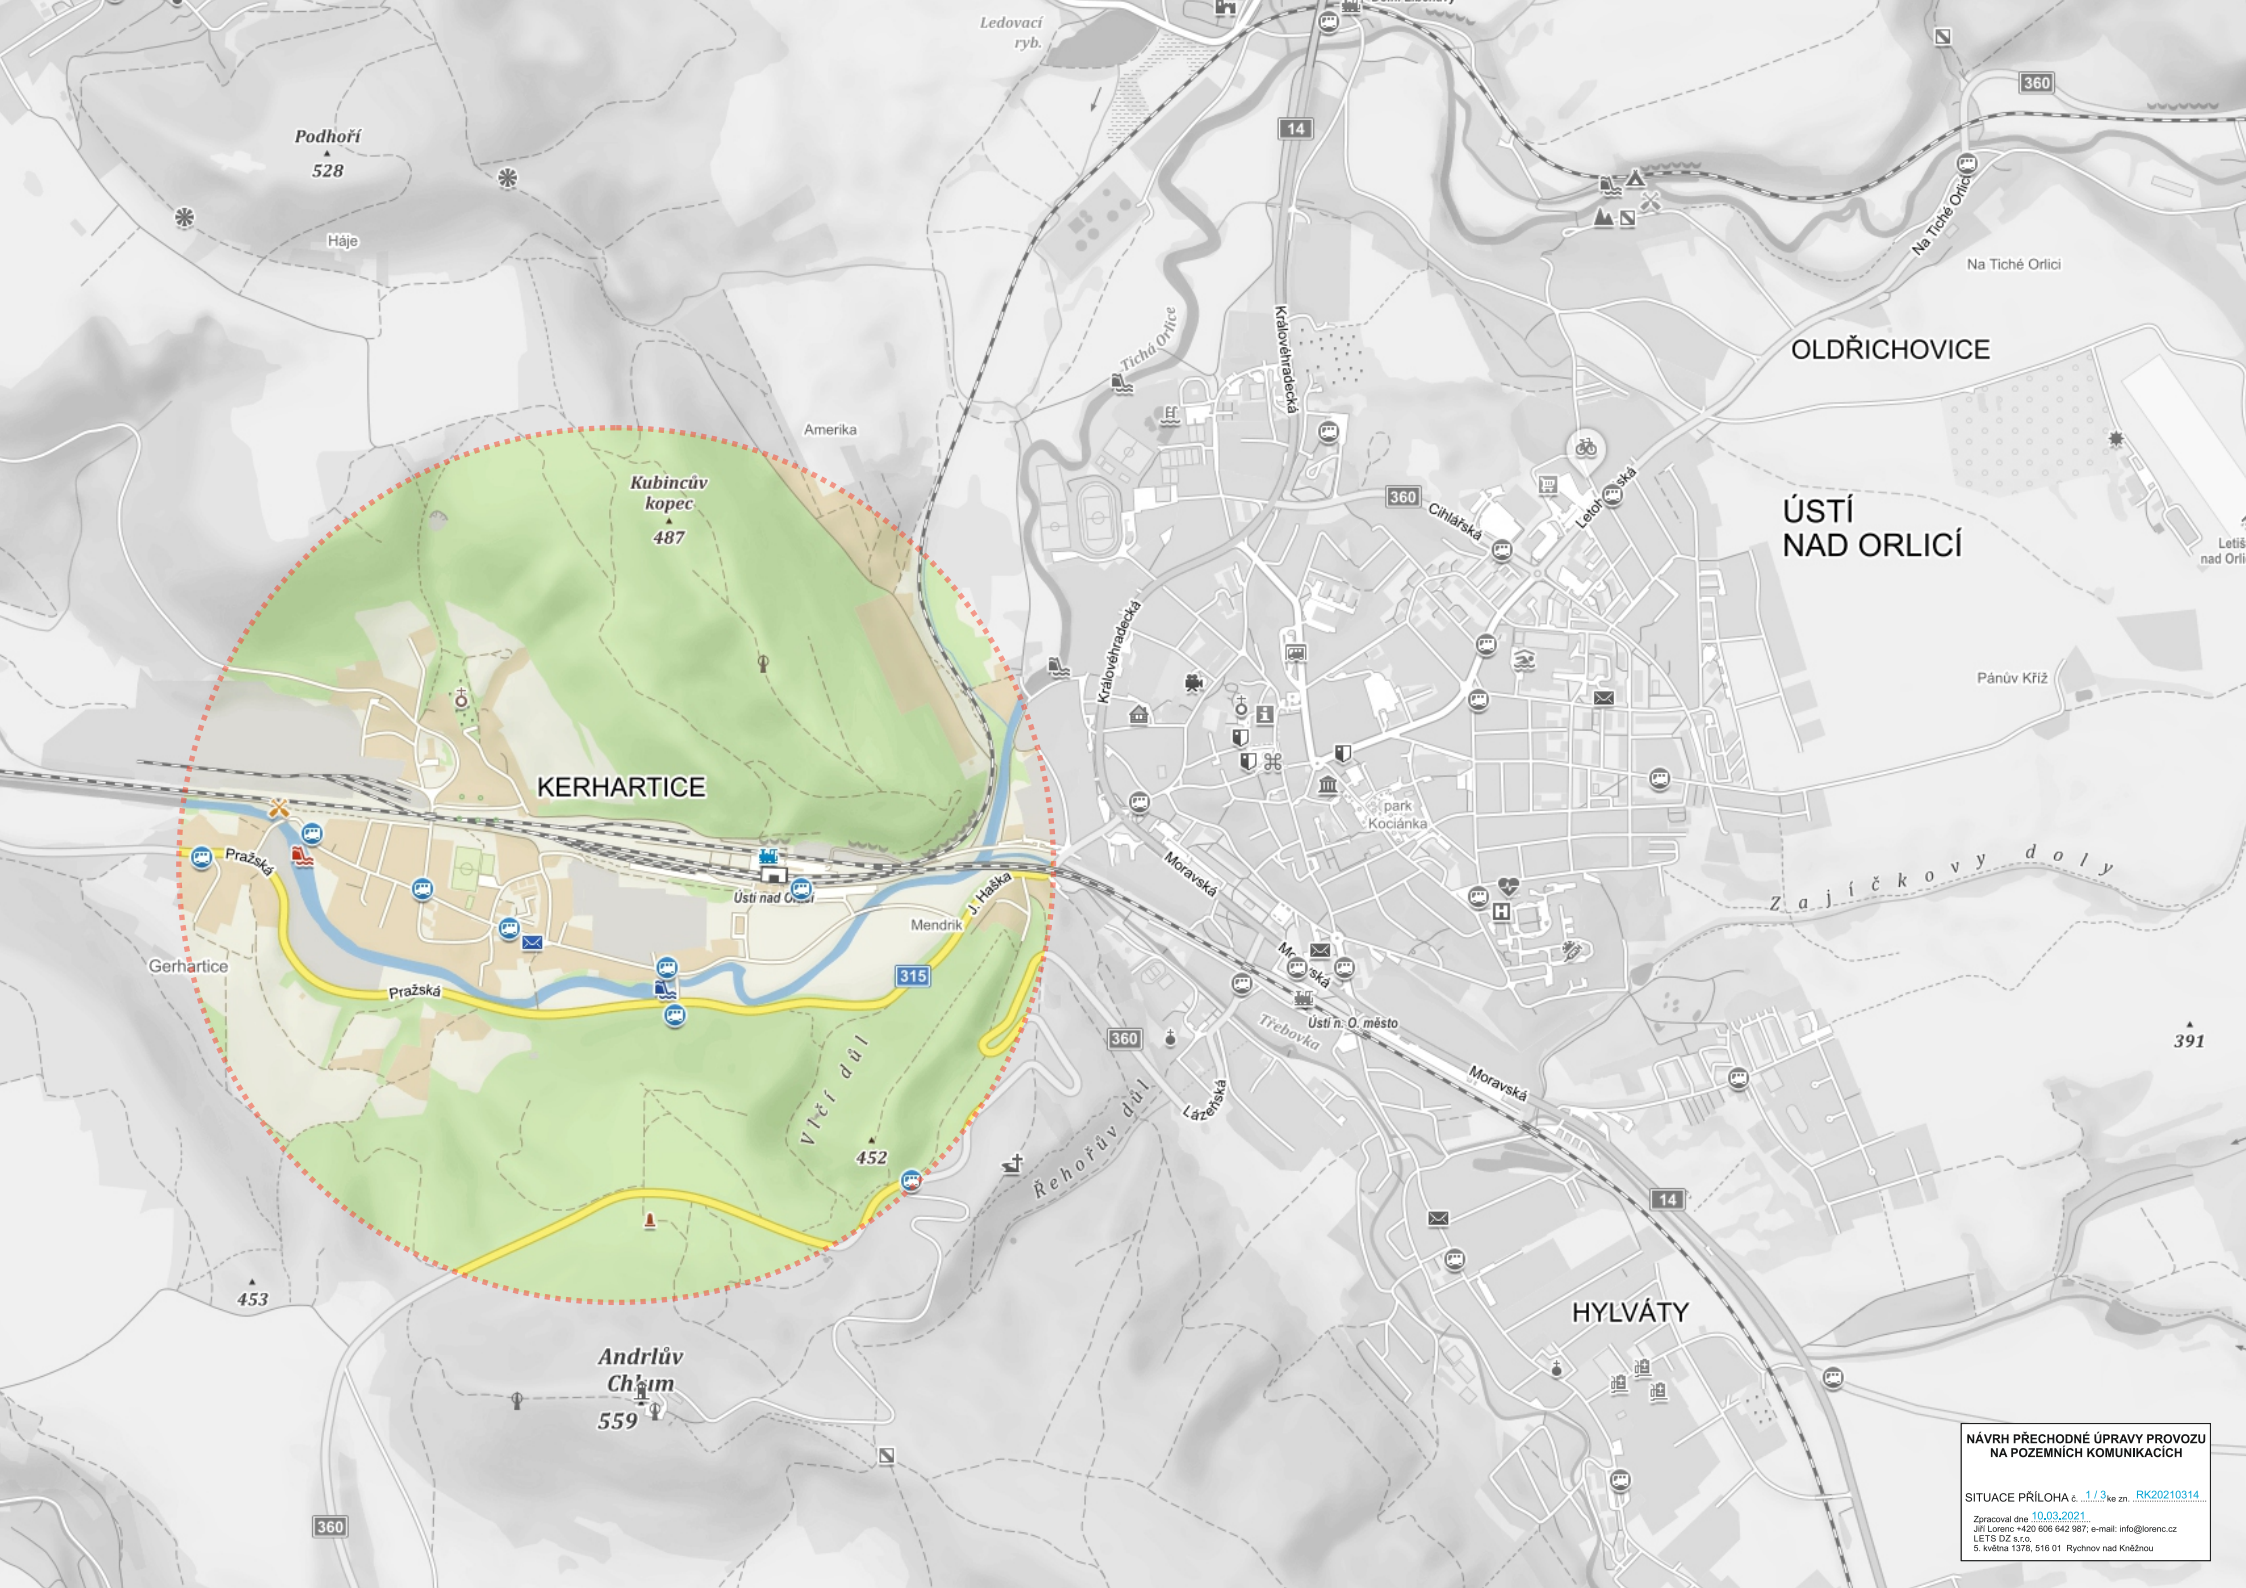 Ledovací
ryb.
360
Podhoří
528
14
Háje
Na Tiché Orlici
Na Tiché Orlici
Tichá Orlice
Královéhradecká
OLDŘICHOVICE
Amerika
Kubincův
kopec
487
360
Cihlářská
ÚSTÍ
NAD ORLICÍ
Královéhradecká
Pánův Kříž
KERHARTICE
park
Kociánka
Pražská
Moravská
Zajíčkovy doly
J. Haška
Ústí nad
Mendrik
H
Gerhartice
315
Pražská
Třebovka
Ústí n. O. město
360
391
Vlčí důl
Moravská
Lázeňská
Řehořův důl
452
14
453
HYLVÁTY
Andrlův
Chlum
559
360
NÁVRH PŘECHODNÉ ÚPRAVY PROVOZU
NA POZEMNÍCH KOMUNIKACÍCH
SITUACE PŘÍLOHA č. 1 / 3 ke zn. RK20210314
Zpracoval dne 10.03.2021
Jiří Lorenc +420 606 642 987; e-mail: info@lorenc.cz
LETS DZ s.r.o.
5. května 1378, 516 01 Rychnov nad Kněžnou